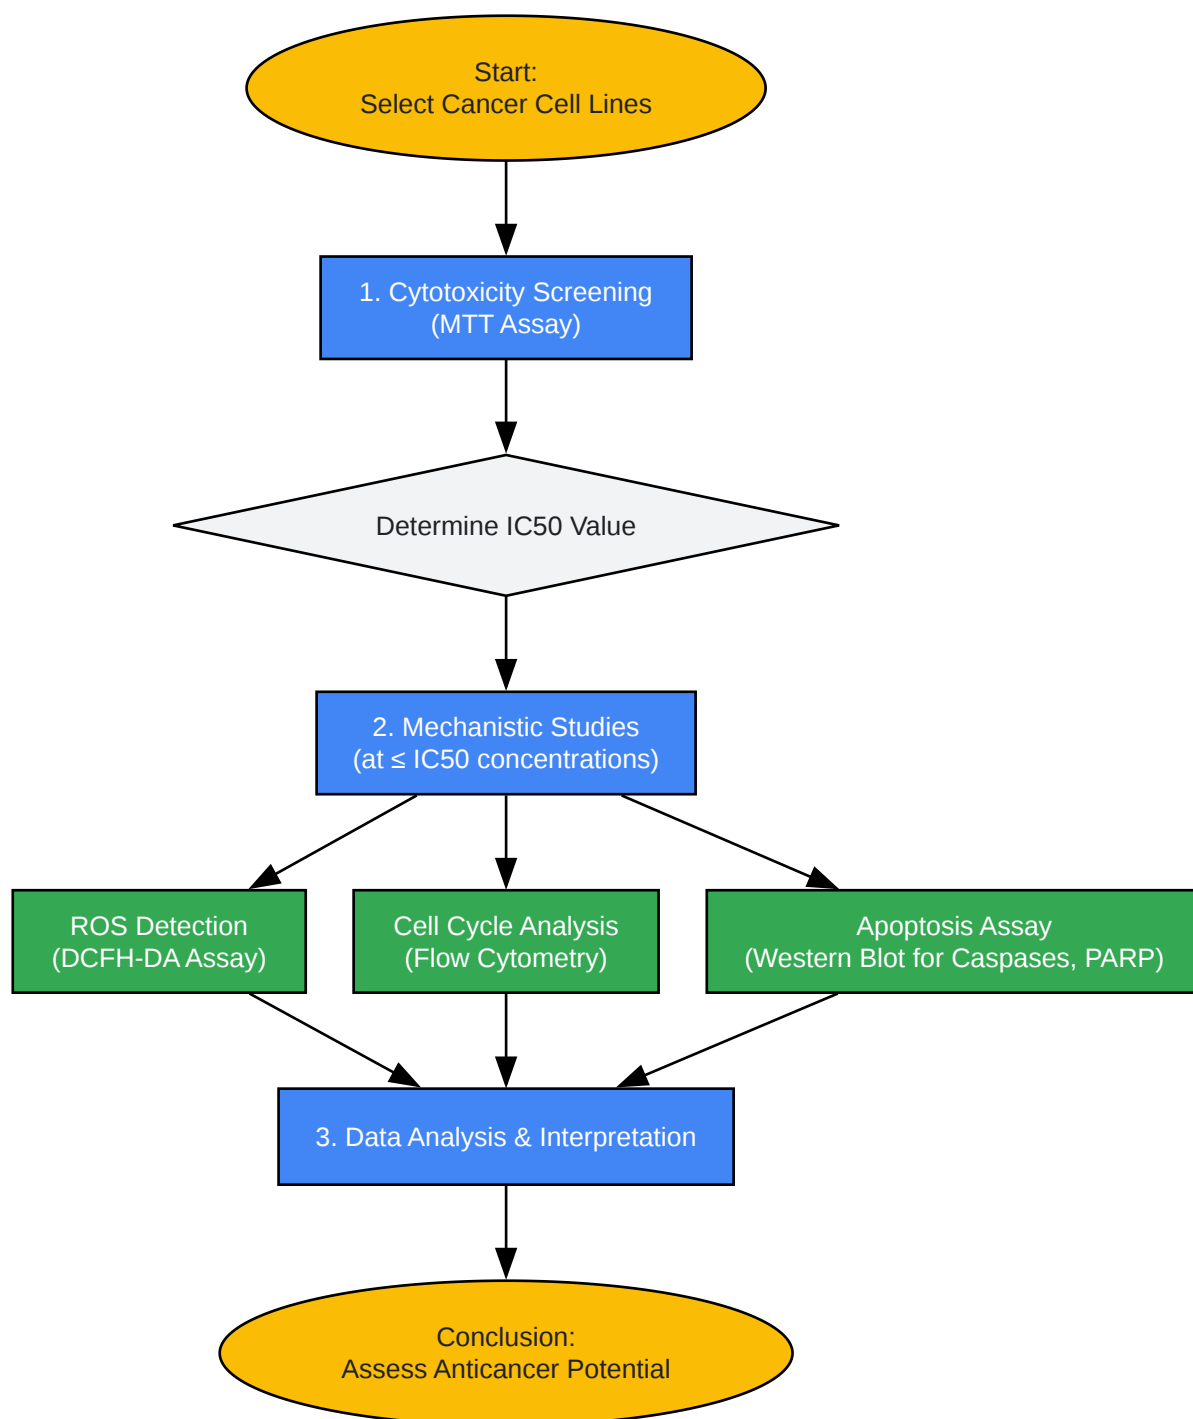 Start:
Select Cancer Cell Lines
1. Cytotoxicity Screening
(MTT Assay)
Determine IC50 Value
2. Mechanistic Studies
(at ≤ IC50 concentrations)
ROS Detection
(DCFH-DA Assay)
Cell Cycle Analysis
(Flow Cytometry)
Apoptosis Assay
(Western Blot for Caspases, PARP)
3. Data Analysis & Interpretation
Conclusion:
Assess Anticancer Potential